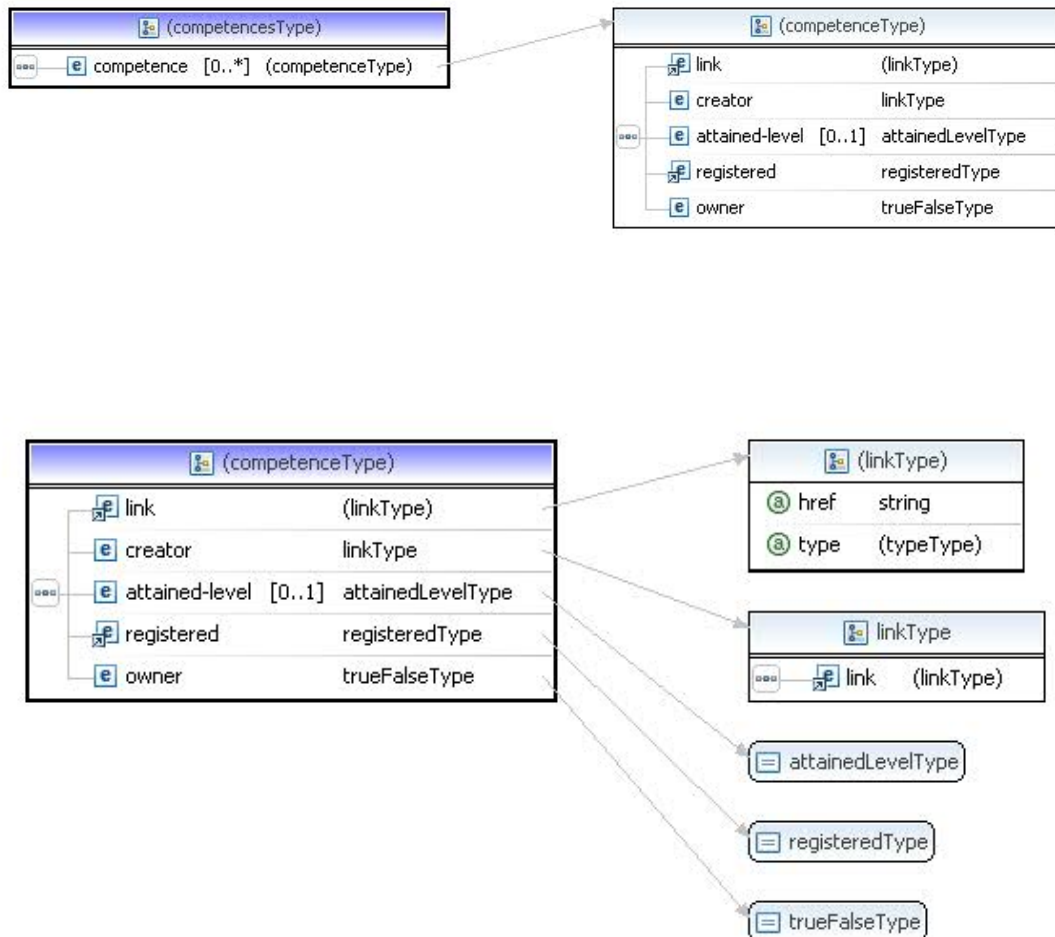 (competencesType)
e competence [0..*] (competenceType)
(competenceType)
e link (linkType)
e creator linkType
e attained-level [0..1] attainedLevelType
e registered registeredType
e owner trueFalseType
(competenceType)
e link (linkType)
e creator linkType
e attained-level [0..1] attainedLevelType
e registered registeredType
e owner trueFalseType
(linkType)
a href string
a type (typeType)
linkType
e link (linkType)
attainedLevelType
registeredType
trueFalseType